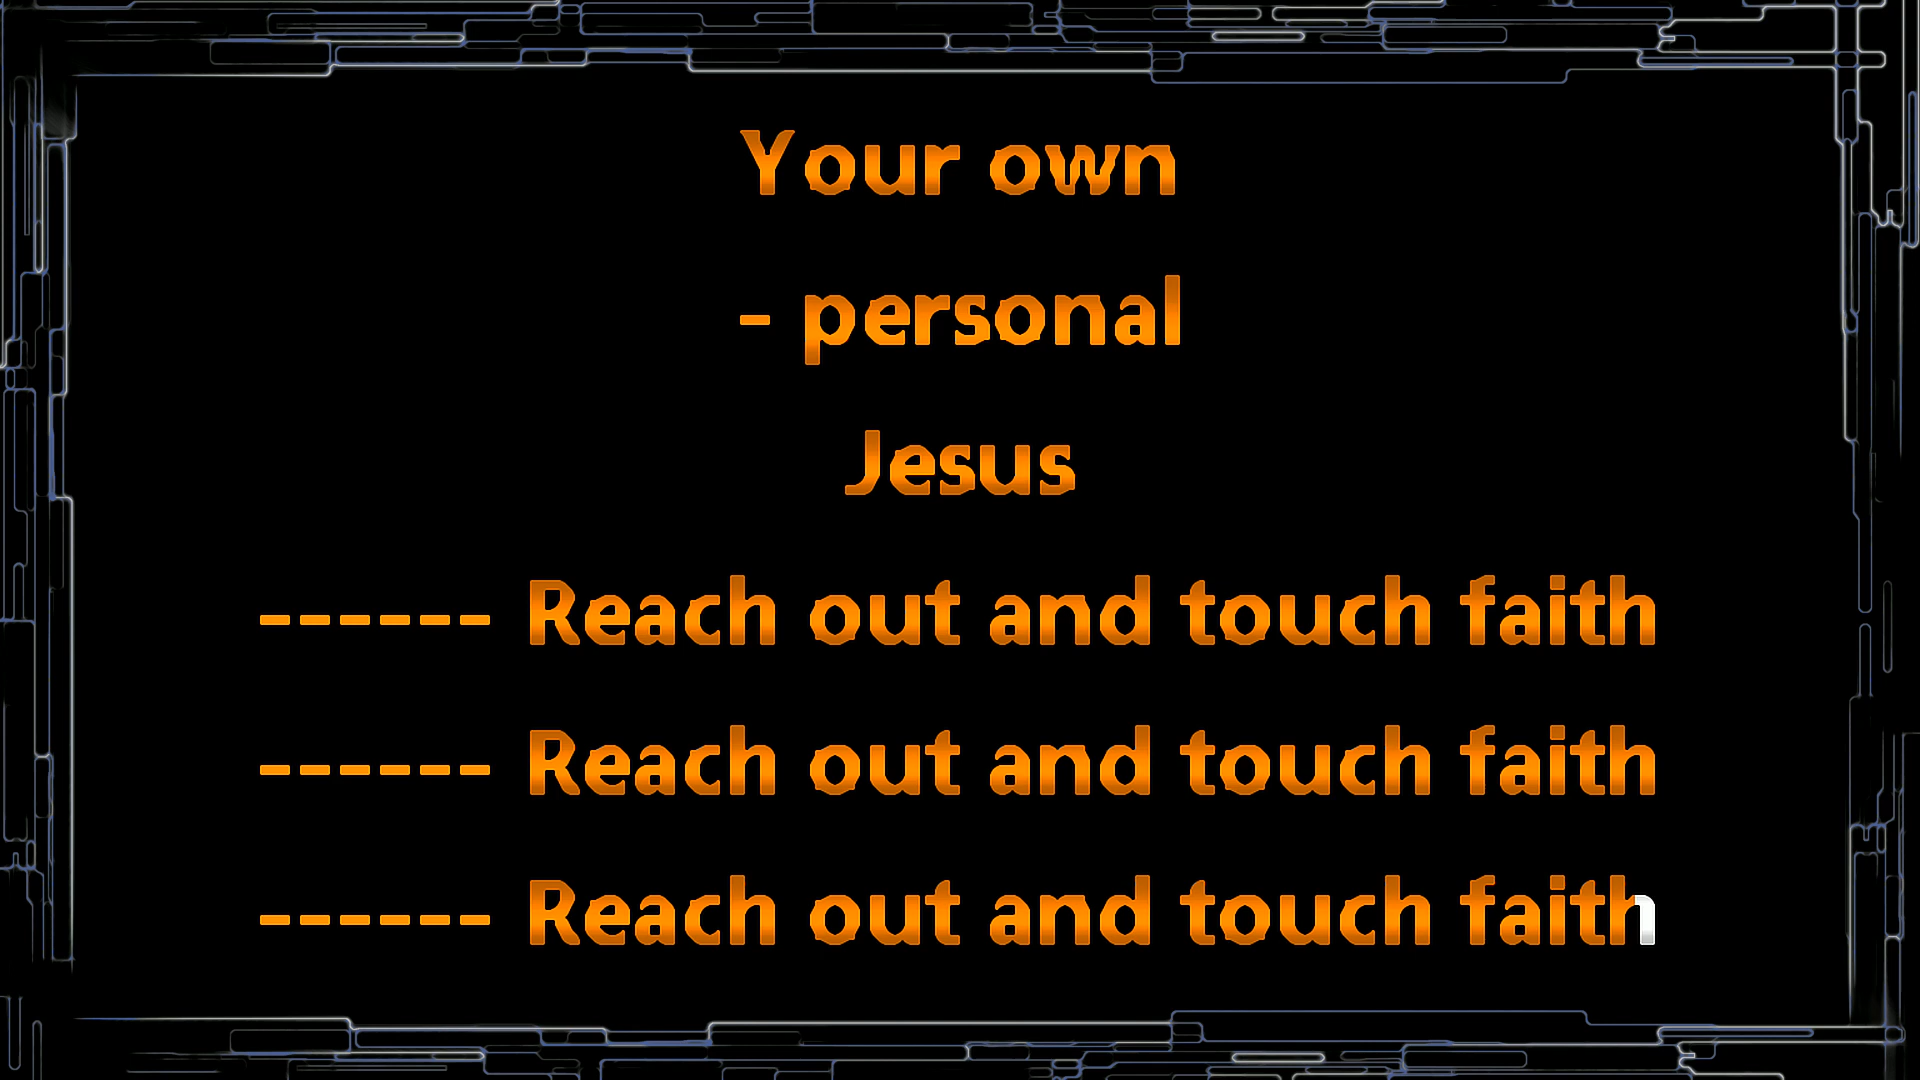 Your own
- personal
Jesus
------ Reach out and touch faith
------ Reach out and touch faith
------ Reach out and touch faith